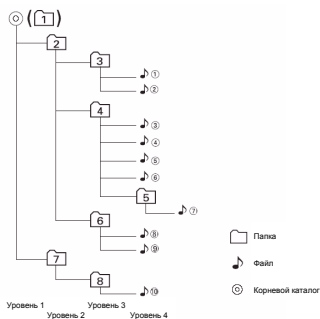 (1)
2
3
①
②
4
③
④
⑤
⑥
5
⑦
6
⑧
⑨
7
8
⑩
Папка
Файл
Корневой каталог
Уровень 1
Уровень 2
Уровень 3
Уровень 4